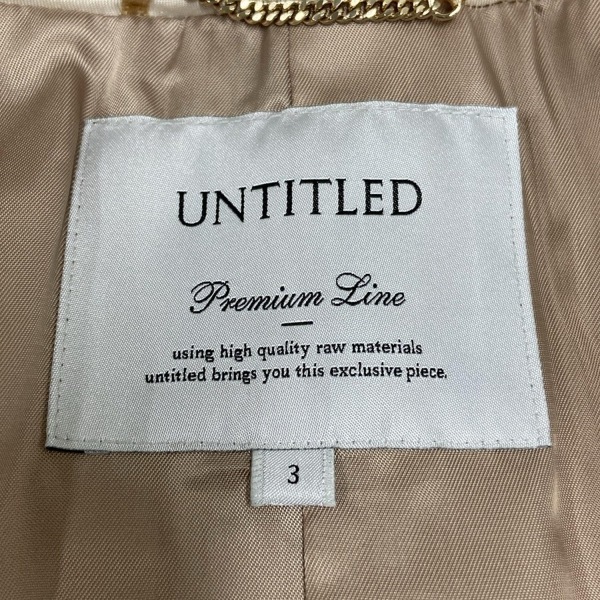 UNTITLED
Premium Line
using high quality raw materials
untitled brings you this exclusive piece.
3